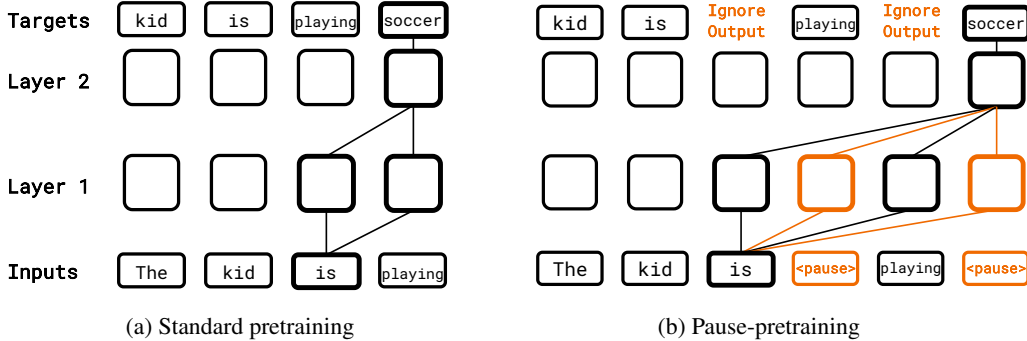 Targets kid is playing soccer
Layer 2
Layer 1
Inputs The kid is playing
(a) Standard pretraining
kid is Ignore Output playing Ignore Output soccer
The kid is <pause> playing <pause>
(b) Pause-pretraining